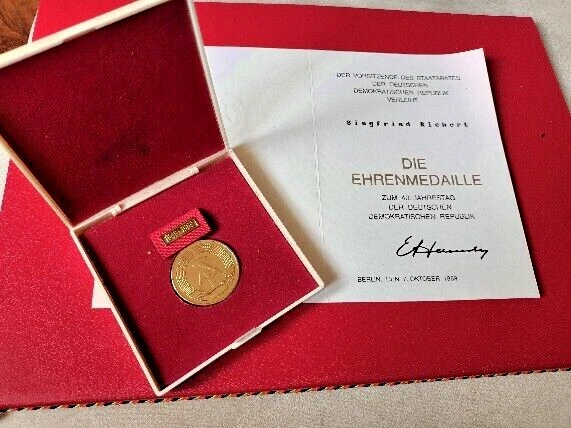 DER VORSITZENDE DES STAATSRATES
DER DEUTSCHEN
DEMOKRATISCHEN REPUBLIK
VERLEIHT
Siegfried Richert
DIE
EHRENMEDAILLE
ZUM 40. JAHRESTAG
DER DEUTSCHEN
DEMOKRATISCHEN REPUBLIK
BERLIN, DEN 7. OKTOBER 1989